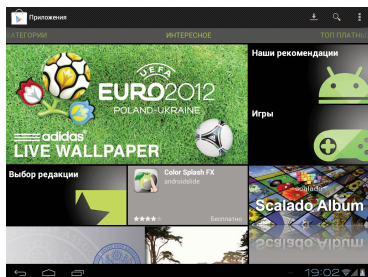 Приложения
КАТЕГОРИИ
ИНТЕРЕСНОЕ
ТОП ПЛАТНЫ
UEFA
EURO2012
POLAND-UKRAINE
adidas
LIVE WALLPAPER
Наши рекомендации
Игры
Выбор редакции
Color Splash FX
androidslide
Бесплатно
scalado
Scalado Album
19:02